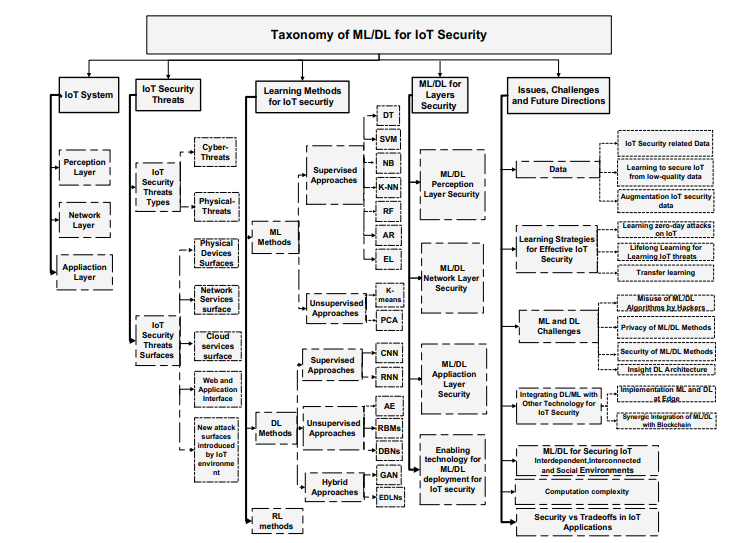 Taxonomy of ML/DL for IoT Security
IoT System
Perception
Layer
Network
Layer
Appliaction
Layer
IoT Security
Threats
IoT
Security
Threats
Types
Cyber-
Threats
Physical-
Threats
IoT
Security
Threats
Surfaces
Physical
Devices
Surfaces
Network
Services
surface
Cloud
services
surface
Web and
Application
Interface
New attack
surfaces
introduced
by IoT
environme
nt
Learning Methods
for IoT securtiy
ML
Methods
Supervised
Approaches
DT
SVM
NB
K-NN
RF
AR
EL
Unsupervised
Approaches
K-
means
PCA
DL
Methods
Supervised
Approaches
CNN
RNN
Unsupervised
Approaches
AE
RBMs
DBNs
Hybrid
Approaches
GAN
EDLNs
RL
methods
ML/DL for
Layers
Security
ML/DL
Perception
Layer Security
ML/DL
Network Layer
Security
ML/DL
Appliaction
Layer
Security
Enabling
technology for
ML/DL
deployment for
IoT security
Issues, Challenges
and Future Directions
Data
IoT Security related Data
Learning to secure IoT
from low-quality data
Augmentation IoT security
data
Learning Strategies
for Effective IoT
Security
Learning zero-day attacks
on IoT
Lifelong Learning for
Learning IoT threats
Transfer learning
ML and DL
Challenges
Misuse of ML/DL
Algorithms by Hackers
Privacy of ML/DL Methods
Security of ML/DL Methods
Insight DL Architecture
Integrating DL/ML with
Other Technology for
IoT Security
Implementation ML and DL
at Edge
Synergic Integration of ML/DL
with Blockchain
ML/DL for Securing IoT
Interdependent,Interconnected
and Social Environments
Computation complexity
Security vs Tradeoffs in IoT
Applications